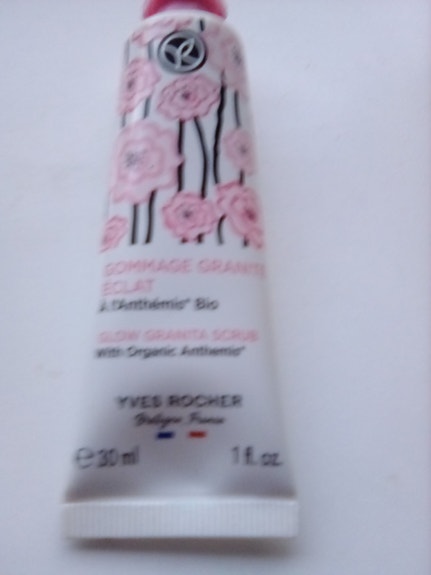 GOMMAGE GRANITÉ
ECLAT
À l'Anthémis* Bio
GLOW GRANITA SCRUB
With Organic Anthemis*
YVES ROCHER
Bretagne France
e 30 ml 1 fl. oz.